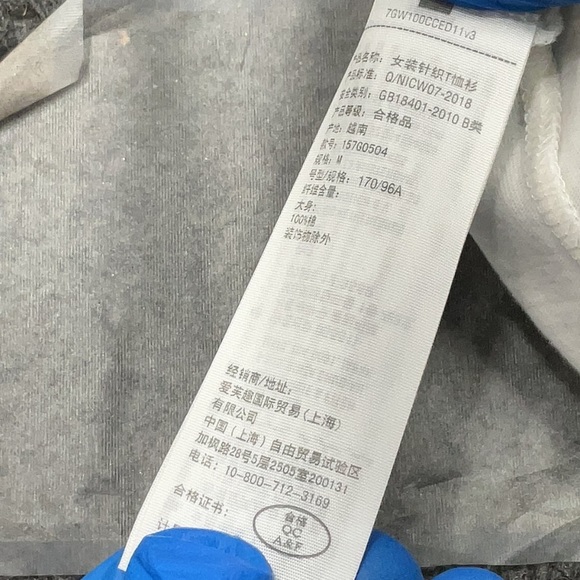 7GW100CCED11v3
产品名称: 女装针织T恤衫
产品标准: Q/NICW07-2018
安全类别: GB18401-2010 B类
产品等级: 合格品
产地: 越南
款号: 157G0504
规格: M
号型/规格: 170/96A
纤维含量:
大身:
100%棉
装饰物除外
经销商/地址:
爱芙趣国际贸易(上海)
有限公司
中国(上海)自由贸易试验区
加枫路28号5层2505室200131
电话: 10-800-712-3169
合格证书:
合格
QC
A&F